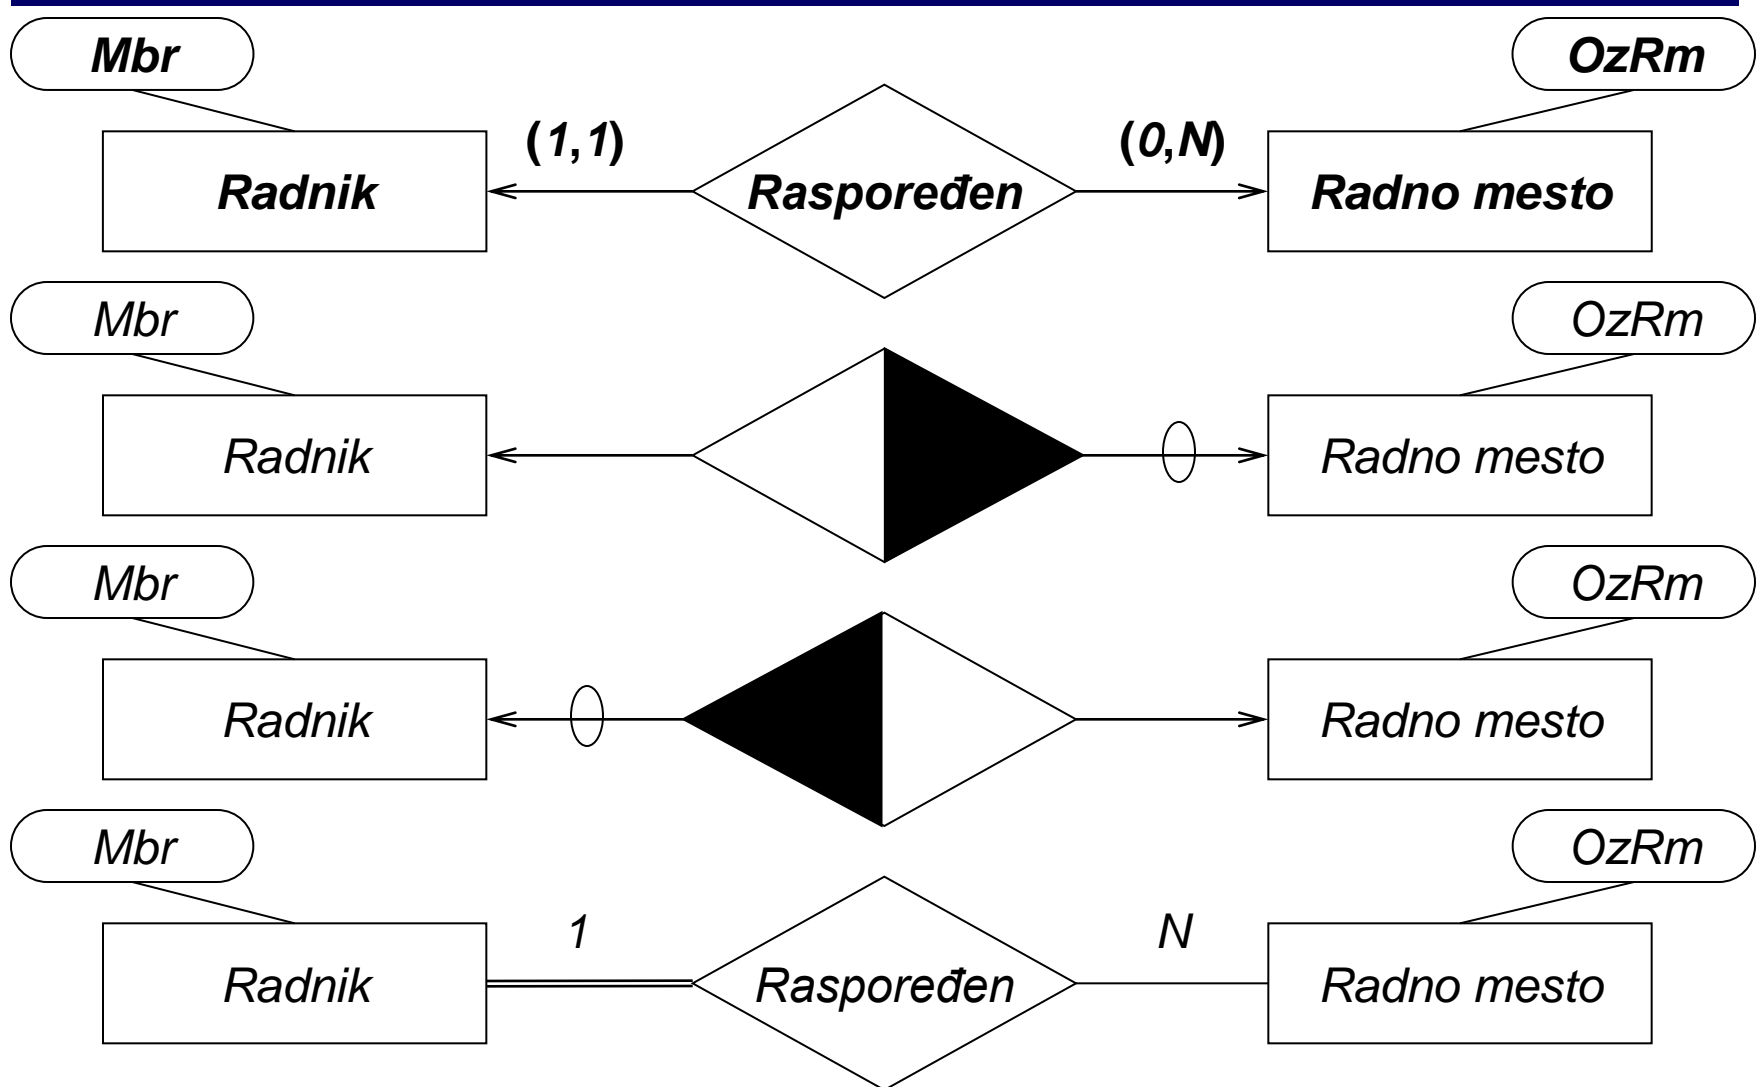 Mbr
OzRm
(1,1)
(0,N)
Radnik
Raspoređen
Radno mesto
Mbr
OzRm
Radnik
Radno mesto
Mbr
OzRm
Radnik
Radno mesto
Mbr
OzRm
1
N
Radnik
Raspoređen
Radno mesto